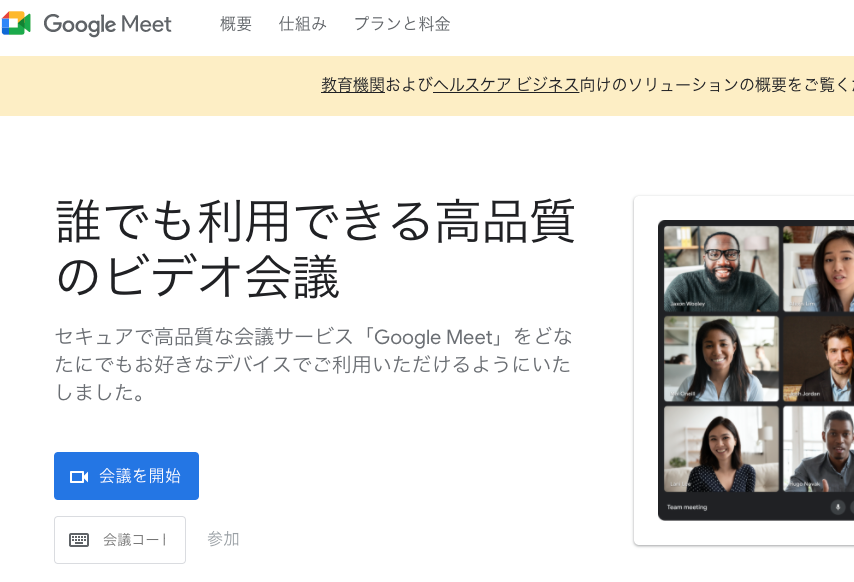 Google Meet 概要 仕組み プランと料金
教育機関およびヘルスケア ビジネス向けのソリューションの概要をご覧くだ
誰でも利用できる高品質
のビデオ会議
セキュアで高品質な会議サービス「Google Meet」をどな
たにでもお好きなデバイスでご利用いただけるようにいた
しました。
会議を開始
会議コード 参加
Jaxon Wooley
Team meeting